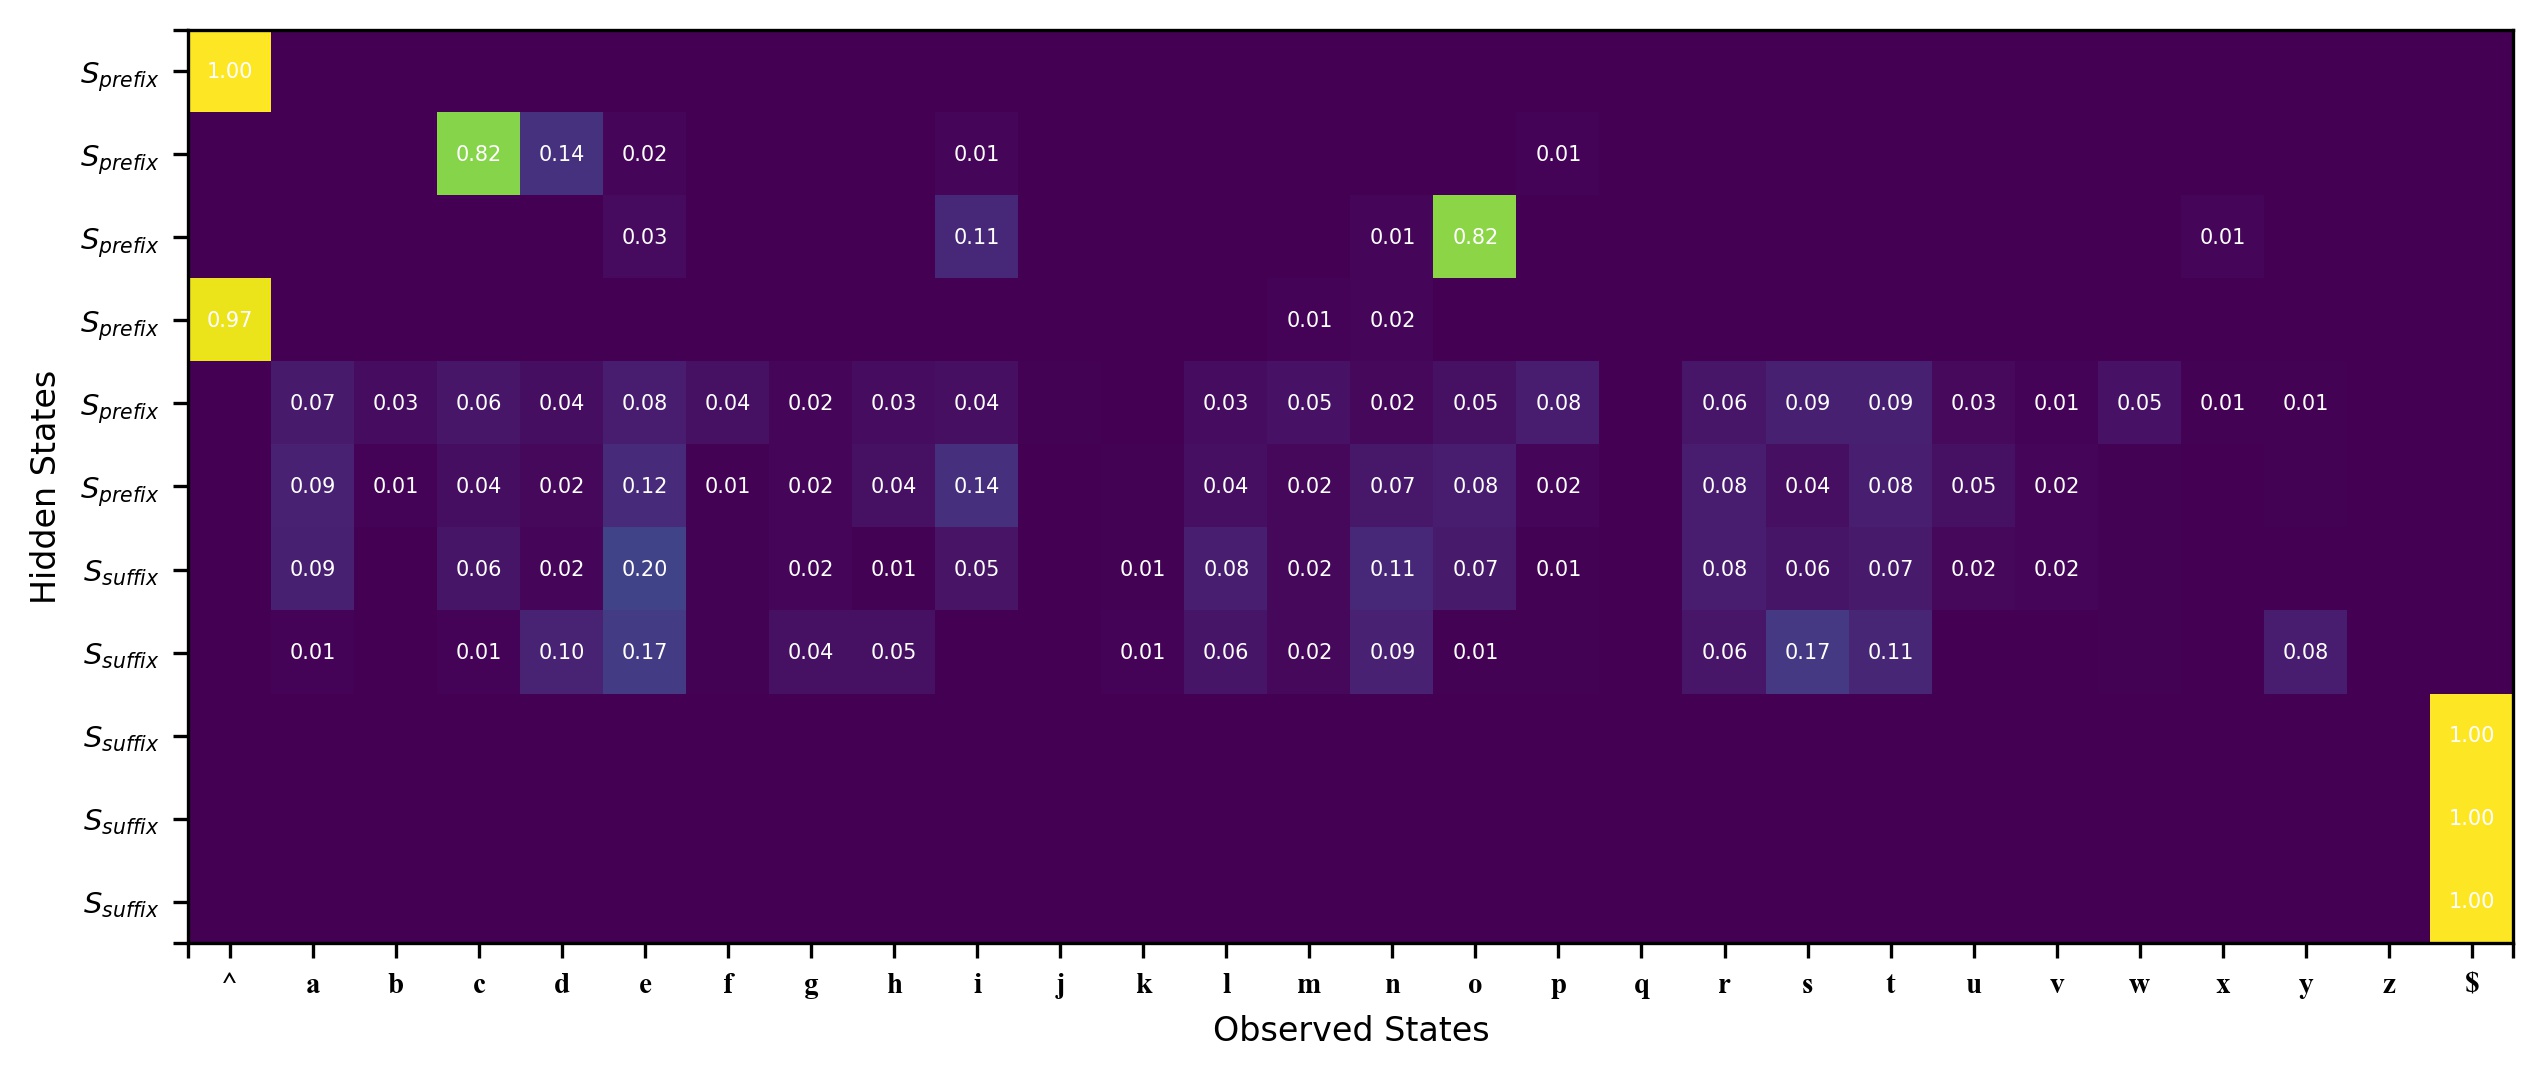 S_prefix 1.00
S_prefix 0.82 0.14 0.02 0.01 0.01
S_prefix 0.03 0.11 0.01 0.82 0.01
S_prefix 0.97 0.01 0.02
S_prefix 0.07 0.03 0.06 0.04 0.08 0.04 0.02 0.03 0.04 0.03 0.05 0.02 0.05 0.08 0.06 0.09 0.09 0.03 0.01 0.05 0.01 0.01
S_prefix 0.09 0.01 0.04 0.02 0.12 0.01 0.02 0.04 0.14 0.04 0.02 0.07 0.08 0.02 0.08 0.04 0.08 0.05 0.02
S_suffix 0.09 0.06 0.02 0.20 0.02 0.01 0.05 0.01 0.08 0.02 0.11 0.07 0.01 0.08 0.06 0.07 0.02 0.02
S_suffix 0.01 0.01 0.10 0.17 0.04 0.05 0.01 0.06 0.02 0.09 0.01 0.06 0.17 0.11 0.08
S_suffix 1.00
S_suffix 1.00
S_suffix 1.00
Hidden States
^ a b c d e f g h i j k l m n o p q r s t u v w x y z $
Observed States